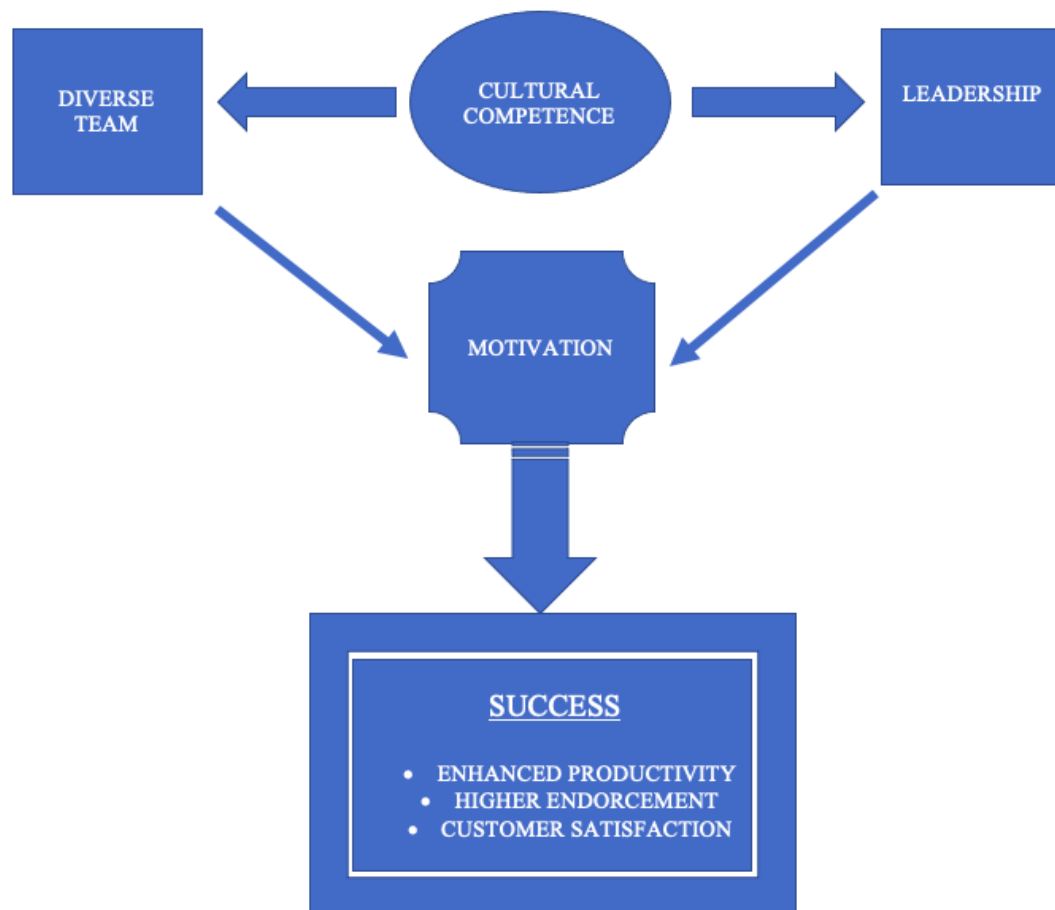 DIVERSE
TEAM
CULTURAL
COMPETENCE
LEADERSHIP
MOTIVATION
SUCCESS
• ENHANCED PRODUCTIVITY
• HIGHER ENDORCEMENT
• CUSTOMER SATISFACTION